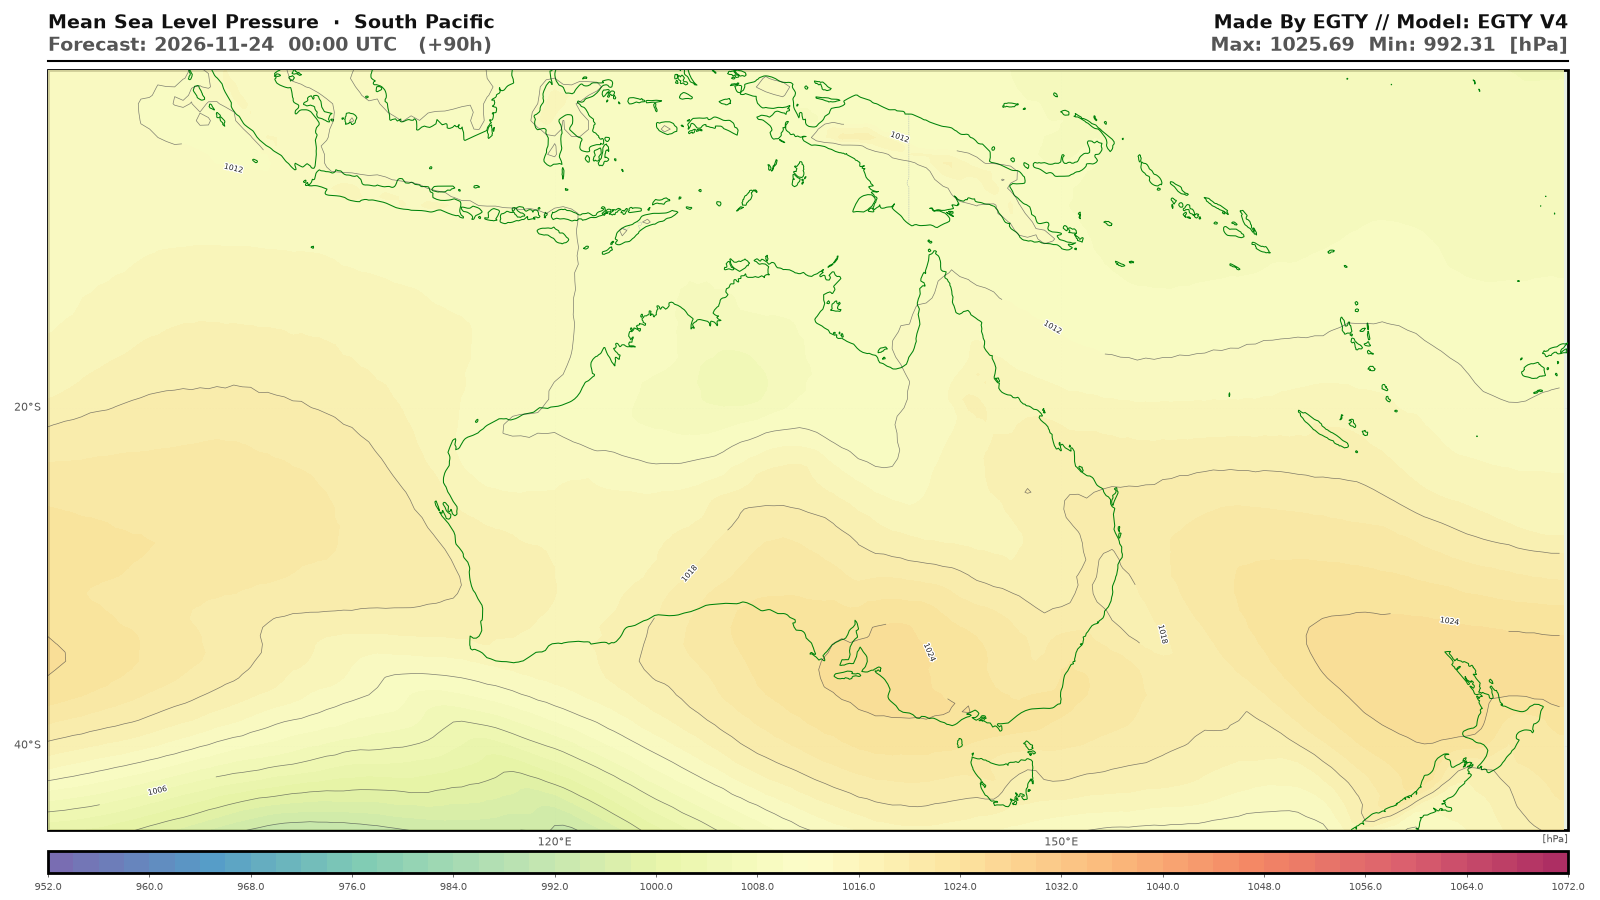 Mean Sea Level Pressure · South Pacific
Made By EGTY // Model: EGTY V4
Forecast: 2026-11-24 00:00 UTC (+90h)
Max: 1025.69 Min: 992.31 [hPa]
1012
1012
1012
20°S
1018
1024
1018
1024
40°S
1006
120°E
150°E
[hPa]
952.0 960.0 968.0 976.0 984.0 992.0 1000.0 1008.0 1016.0 1024.0 1032.0 1040.0 1048.0 1056.0 1064.0 1072.0